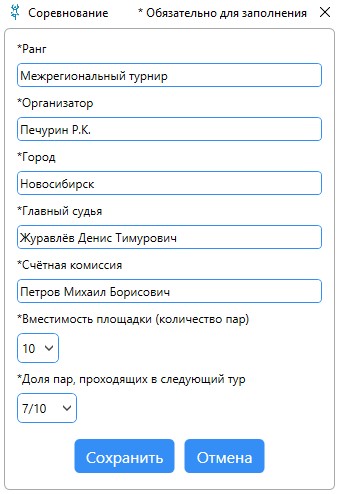 Соревнование * Обязательно для заполнения
*Ранг
Межрегиональный турнир
*Организатор
Печурин Р.К.
*Город
Новосибирск
*Главный судья
Журавлёв Денис Тимурович
*Счётная комиссия
Петров Михаил Борисович
*Вместимость площадки (количество пар)
10
*Доля пар, проходящих в следующий тур
7/10
Сохранить Отмена